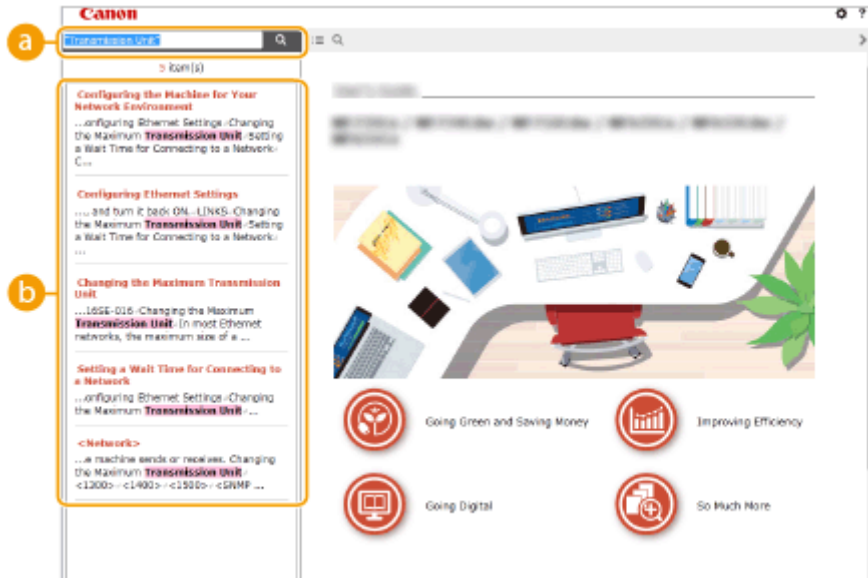 Canon
?
a
"Transmission Unit"
5 item(s)
Configuring the Machine for Your
Network Environment
...onfiguring Ethernet Settings Changing
the Maximum Transmission Unit Setting
a Wait Time for Connecting to a Network
C...
Configuring Ethernet Settings
.... and turn it back ON. LINKS Changing
the Maximum Transmission Unit Setting
a Wait Time for Connecting to a Network
...
b
Changing the Maximum Transmission
Unit
...16SE-016 Changing the Maximum
Transmission Unit In most Ethernet
networks, the maximum size of a ...
Setting a Wait Time for Connecting to
a Network
...onfiguring Ethernet Settings Changing
the Maximum Transmission Unit ...
<Network>
...e machine sends or receives. Changing
the Maximum Transmission Unit
<1300> <1400> <1500> <SNMP ...
Going Green and Saving Money
Improving Efficiency
Going Digital
So Much More